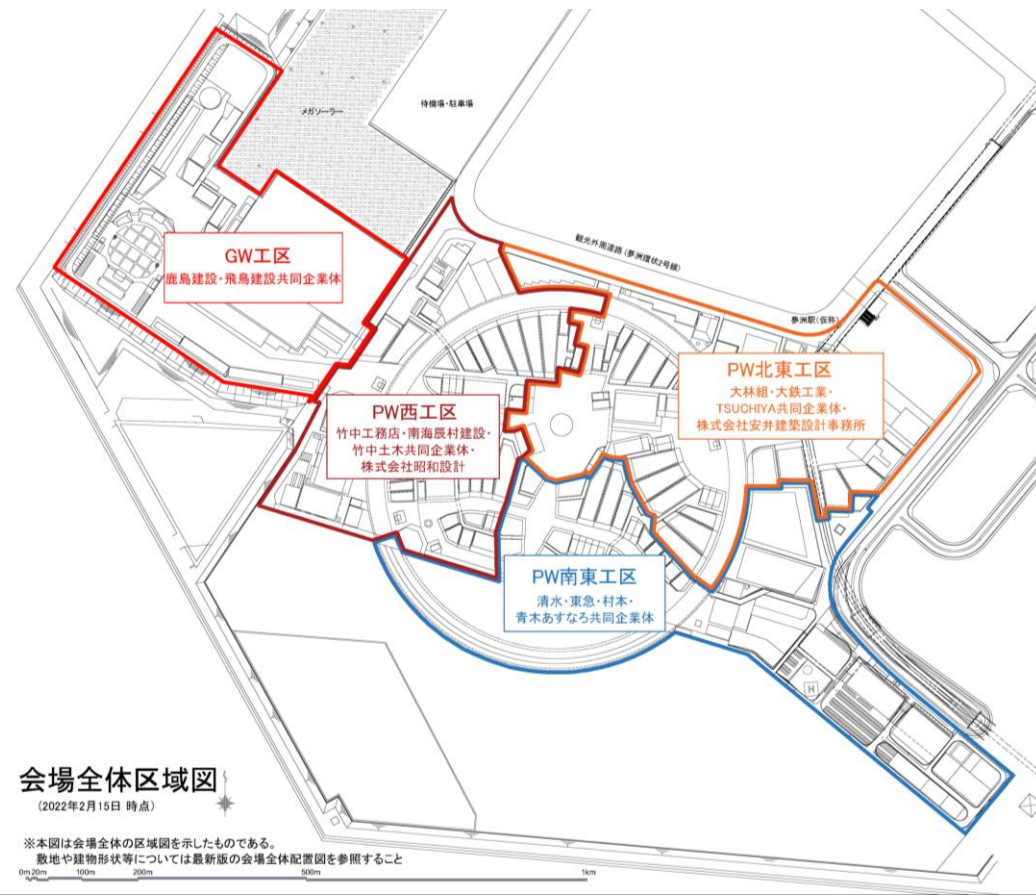 メガソーラー
待機場・駐車場
観光外周道路(夢洲環状2号線)
夢洲駅(仮称)
GW工区
鹿島建設・飛島建設共同企業体
PW北東工区
大林組・大鉄工業・
TSUCHIYA共同企業体・
株式会社安井建築設計事務所
PW西工区
竹中工務店・南海辰村建設・
竹中土木共同企業体・
株式会社昭和設計
PW南東工区
清水・東急・村本・
青木あすなろ共同企業体
H
会場全体区域図
(2022年2月15日 時点)
※本図は会場全体の区域図を示したものである。
敷地や建物形状等については最新版の会場全体配置図を参照すること
0m 20m 100m 200m 500m 1km